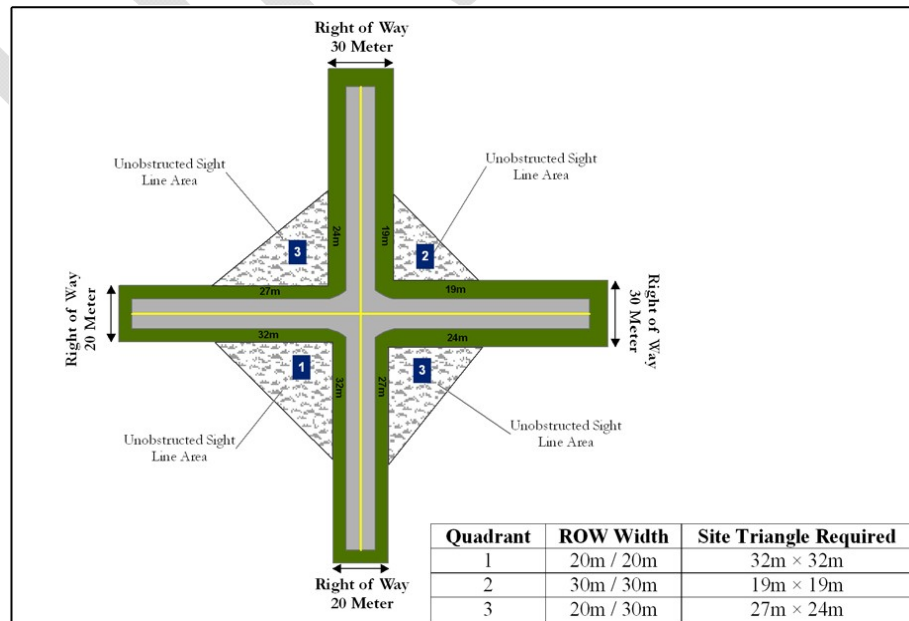 Right of Way
30 Meter
Unobstructed Sight
Line Area
Unobstructed Sight
Line Area
24m
19m
3
2
27m
19m
Right of Way
20 Meter
Right of Way
30 Meter
32m
24m
1
3
32m
27m
Unobstructed Sight
Line Area
Unobstructed Sight
Line Area
Right of Way
20 Meter
Quadrant ROW Width Site Triangle Required
1 20m / 20m 32m × 32m
2 30m / 30m 19m × 19m
3 20m / 30m 27m × 24m